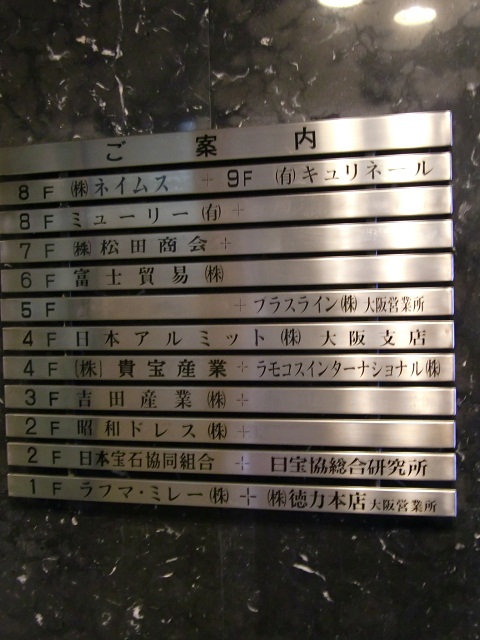 ご案内
8F ㈱ネイムス + 9F ㈲キュリネール
8F ミューリー㈲ +
7F ㈱松田商会 +
6F 富士貿易㈱
5F + プラスライン㈱大阪営業所
4F 日本アルミット㈱ 大阪支店
4F [株]貴宝産業 + ラモコスインターナショナル㈱
3F 吉田産業㈱ +
2F 昭和ドレス㈱ +
2F 日本宝石協同組合 + 日宝協総合研究所
1F ラフマ・ミレー㈱ + ㈱徳力本店大阪営業所